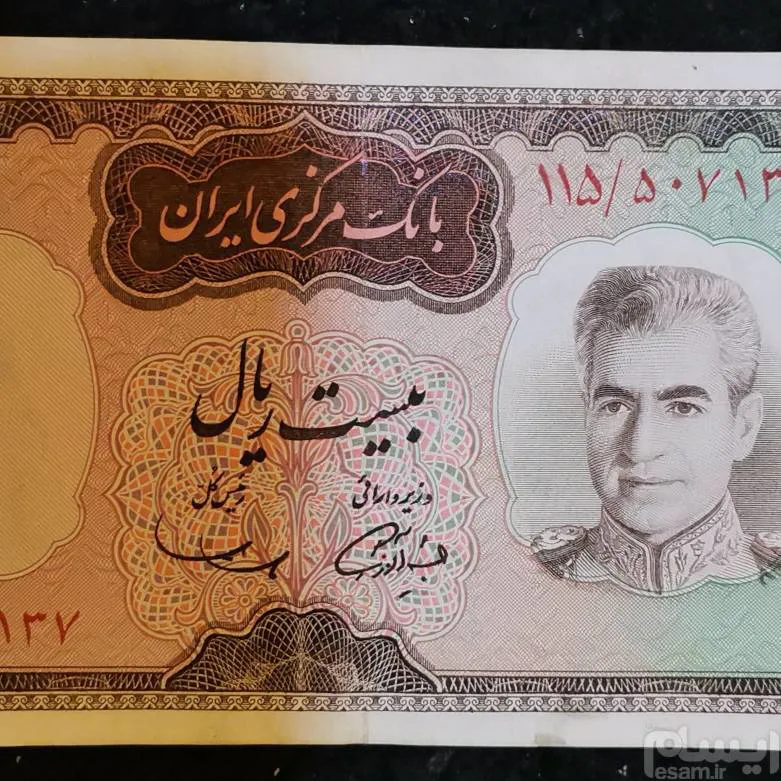 بانک مرکزی ایران
۱۱۵/۵۰۷۱۳
بیست ریال
وزیر دارائی
رئیس کل
۱۳۷
ایسام
esam.ir